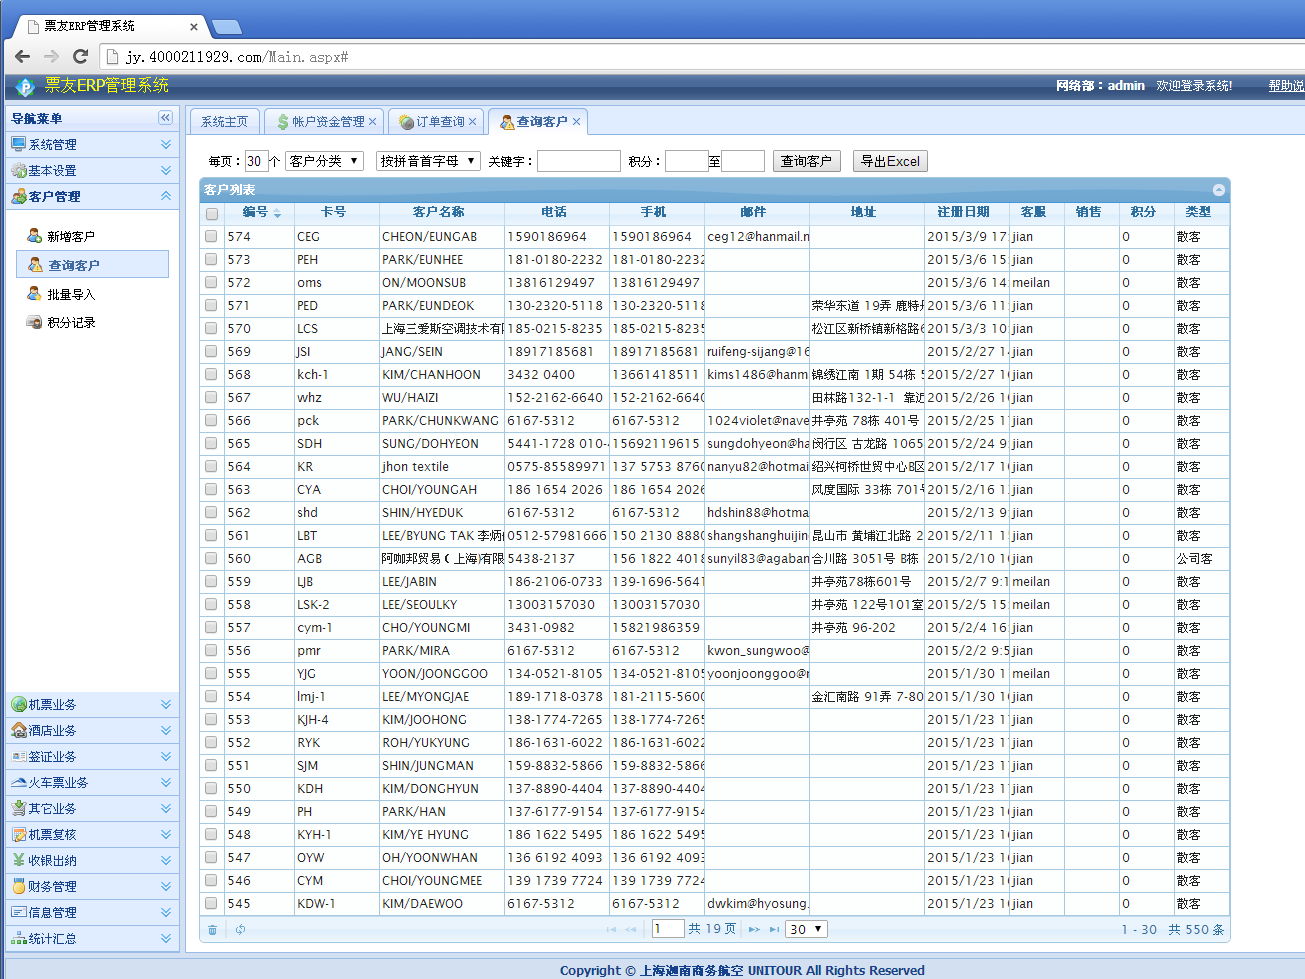 票友ERP管理系统
jy.4000211929.com/Main.aspx#
票友ERP管理系统 网络部：admin 欢迎登录系统! 帮助说
导航菜单
系统管理
基本设置
客户管理
新增客户
查询客户
批量导入
积分记录
机票业务
酒店业务
签证业务
火车票业务
其它业务
机票复核
收银出纳
财务管理
信息管理
统计汇总
系统主页 帐户资金管理 订单查询 查询客户
每页：30个 客户分类 按拼音首字母 关键字： 积分： 至 查询客户 导出Excel
客户列表
编号 卡号 客户名称 电话 手机 邮件 地址 注册日期 客服 销售 积分 类型
574 CEG CHEON/EUNGAB 1590186964 1590186964 ceg12@hanmail.n 2015/3/9 17: jian 0 散客
573 PEH PARK/EUNHEE 181-0180-2232 181-0180-2232 2015/3/6 15 jian 0 散客
572 oms ON/MOONSUB 13816129497 13816129497 2015/3/6 14 meilan 0 散客
571 PED PARK/EUNDEOK 130-2320-5118 130-2320-5118 荣华东道 19弄 鹿特 2015/3/6 11 jian 0 散客
570 LCS 上海三爱斯空调技术有 185-0215-8235 185-0215-8235 松江区新桥镇新格路 2015/3/3 10 jian 0 散客
569 JSI JANG/SEIN 18917185681 18917185681 ruifeng-sijang@16 2015/2/27 1 jian 0 散客
568 kch-1 KIM/CHANHOON 3432 0400 13661418511 kims1486@hanm 锦绣江南 1期 54栋 5 2015/2/27 1 jian 0 散客
567 whz WU/HAIZI 152-2162-6640 152-2162-6640 田林路132-1-1 靠近 2015/2/26 1 jian 0 散客
566 pck PARK/CHUNKWANG 6167-5312 6167-5312 1024violet@nave 井亭苑 78栋 401号 2015/2/25 1 jian 0 散客
565 SDH SUNG/DOHYEON 5441-1728 010- 15692119615 sungdohyeon@ha 闵行区 古龙路 1065 2015/2/24 9 jian 0 散客
564 KR jhon textile 0575-85589971 137 5753 8760 nanyu82@hotmai 绍兴柯桥世贸中心B区 2015/2/17 1 jian 0 散客
563 CYA CHOI/YOUNGAH 186 1654 2026 186 1654 2026 风度国际 33栋 701号 2015/2/16 1 jian 0 散客
562 shd SHIN/HYEDUK 6167-5312 6167-5312 hdshin88@hotma 2015/2/13 9 jian 0 散客
561 LBT LEE/BYUNG TAK 李炳 0512-57981666 150 2130 8880 shangshanghuijin 昆山市 黄埔江北路 2 2015/2/11 1 jian 0 散客
560 AGB 阿咖邦贸易（上海)有限 5438-2137 156 1822 4018 sunyil83@agaban 合川路 3051号 B栋 2015/2/10 1 jian 0 公司客
559 LJB LEE/JABIN 186-2106-0733 139-1696-5641 井亭苑78栋601号 2015/2/7 9:1 meilan 0 散客
558 LSK-2 LEE/SEOULKY 13003157030 13003157030 井亭苑 122号101室 2015/2/5 15 meilan 0 散客
557 cym-1 CHO/YOUNGMI 3431-0982 15821986359 井亭苑 96-202 2015/2/4 16 jian 0 散客
556 pmr PARK/MIRA 6167-5312 6167-5312 kwon_sungwoo@ 2015/2/2 9:5 jian 0 散客
555 YJG YOON/JOONGGOO 134-0521-8105 134-0521-8105 yoonjoonggoo@ 2015/1/30 1 meilan 0 散客
554 lmj-1 LEE/MYONGJAE 189-1718-0378 181-2115-5600 金汇南路 91弄 7-80 2015/1/30 1 jian 0 散客
553 KJH-4 KIM/JOOHONG 138-1774-7265 138-1774-7265 2015/1/23 1 jian 0 散客
552 RYK ROH/YUKYUNG 186-1631-6022 186-1631-6022 2015/1/23 1 jian 0 散客
551 SJM SHIN/JUNGMAN 159-8832-5866 159-8832-5866 2015/1/23 1 jian 0 散客
550 KDH KIM/DONGHYUN 137-8890-4404 137-8890-4404 2015/1/23 1 jian 0 散客
549 PH PARK/HAN 137-6177-9154 137-6177-9154 2015/1/23 1 jian 0 散客
548 KYH-1 KIM/YE HYUNG 186 1622 5495 186 1622 5495 2015/1/23 1 jian 0 散客
547 OYW OH/YOONWHAN 136 6192 4093 136 6192 4093 2015/1/23 1 jian 0 散客
546 CYM CHOI/YOUNGMEE 139 1739 7724 139 1739 7724 2015/1/23 1 jian 0 散客
545 KDW-1 KIM/DAEWOO 6167-5312 6167-5312 dwkim@hyosung. 2015/1/23 1 jian 0 散客
1 共 19 页 30 1 - 30 共 550 条
Copyright © 上海迦南商务航空 UNITOUR All Rights Reserved